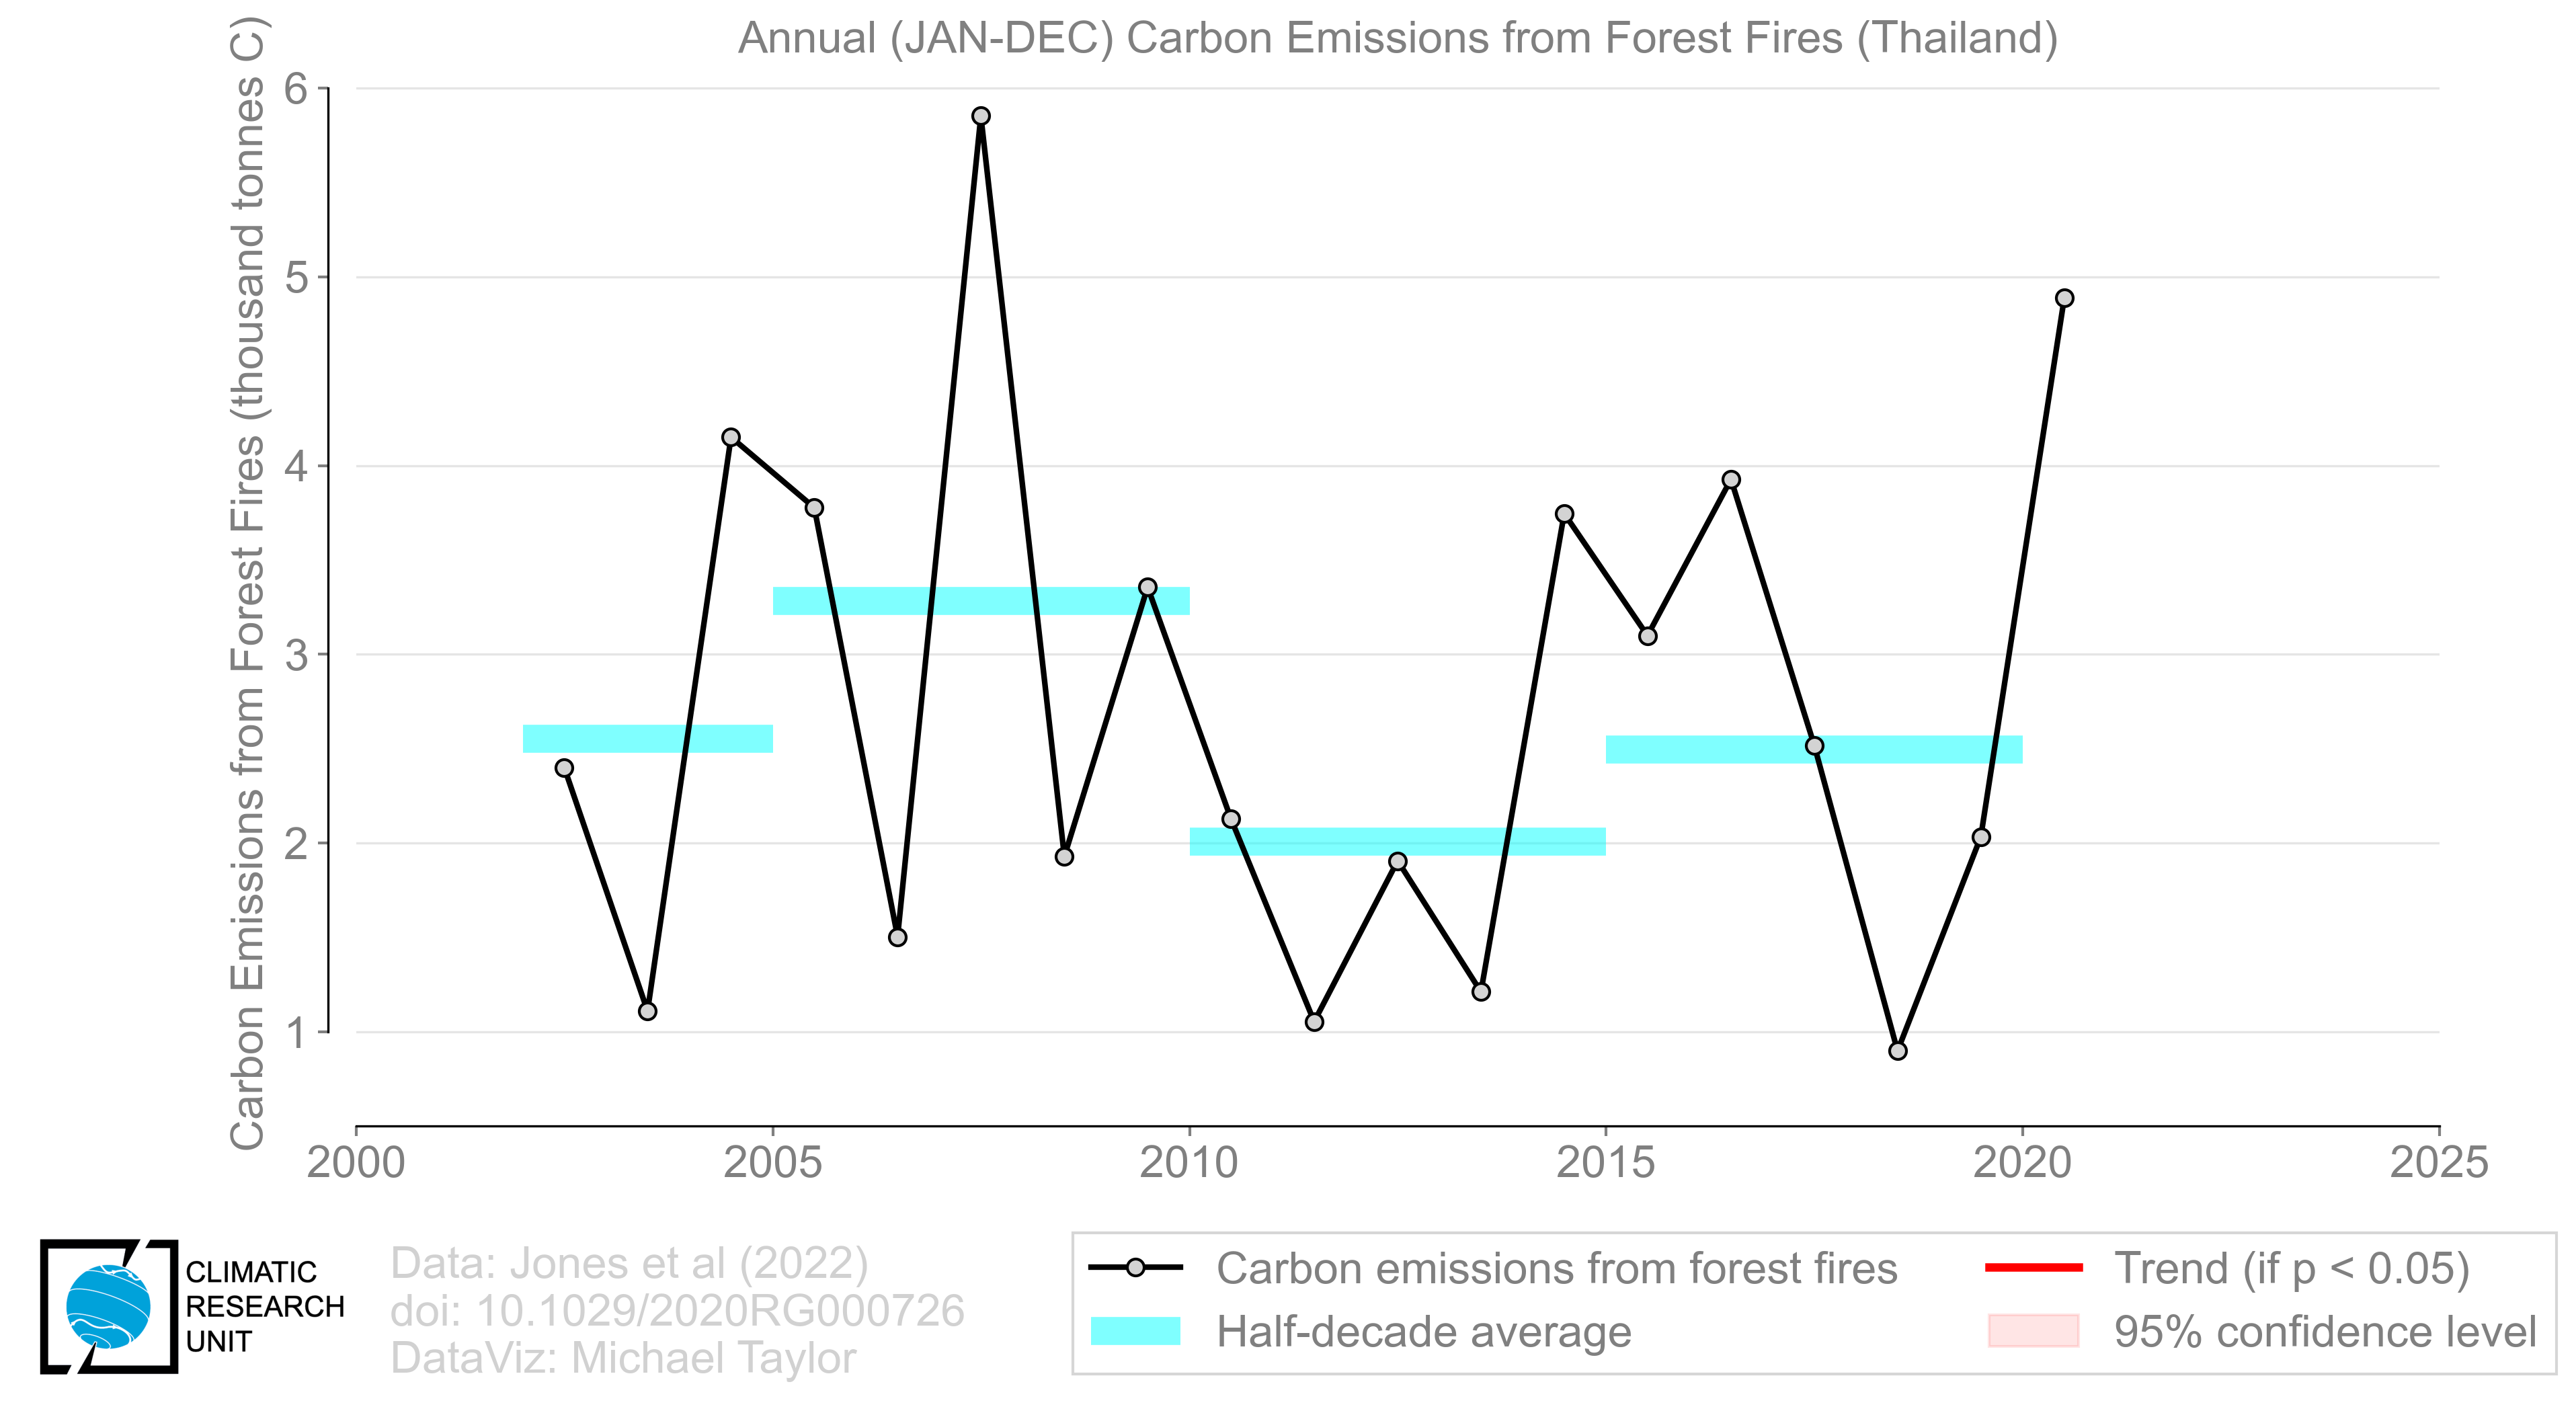 Annual (JAN-DEC) Carbon Emissions from Forest Fires (Thailand)
Carbon Emissions from Forest Fires (thousand tonnes C)
6
5
4
3
2
1
2000 2005 2010 2015 2020 2025
CLIMATIC
RESEARCH
UNIT
Data: Jones et al (2022)
doi: 10.1029/2020RG000726
DataViz: Michael Taylor
Carbon emissions from forest fires
Half-decade average
Trend (if p < 0.05)
95% confidence level